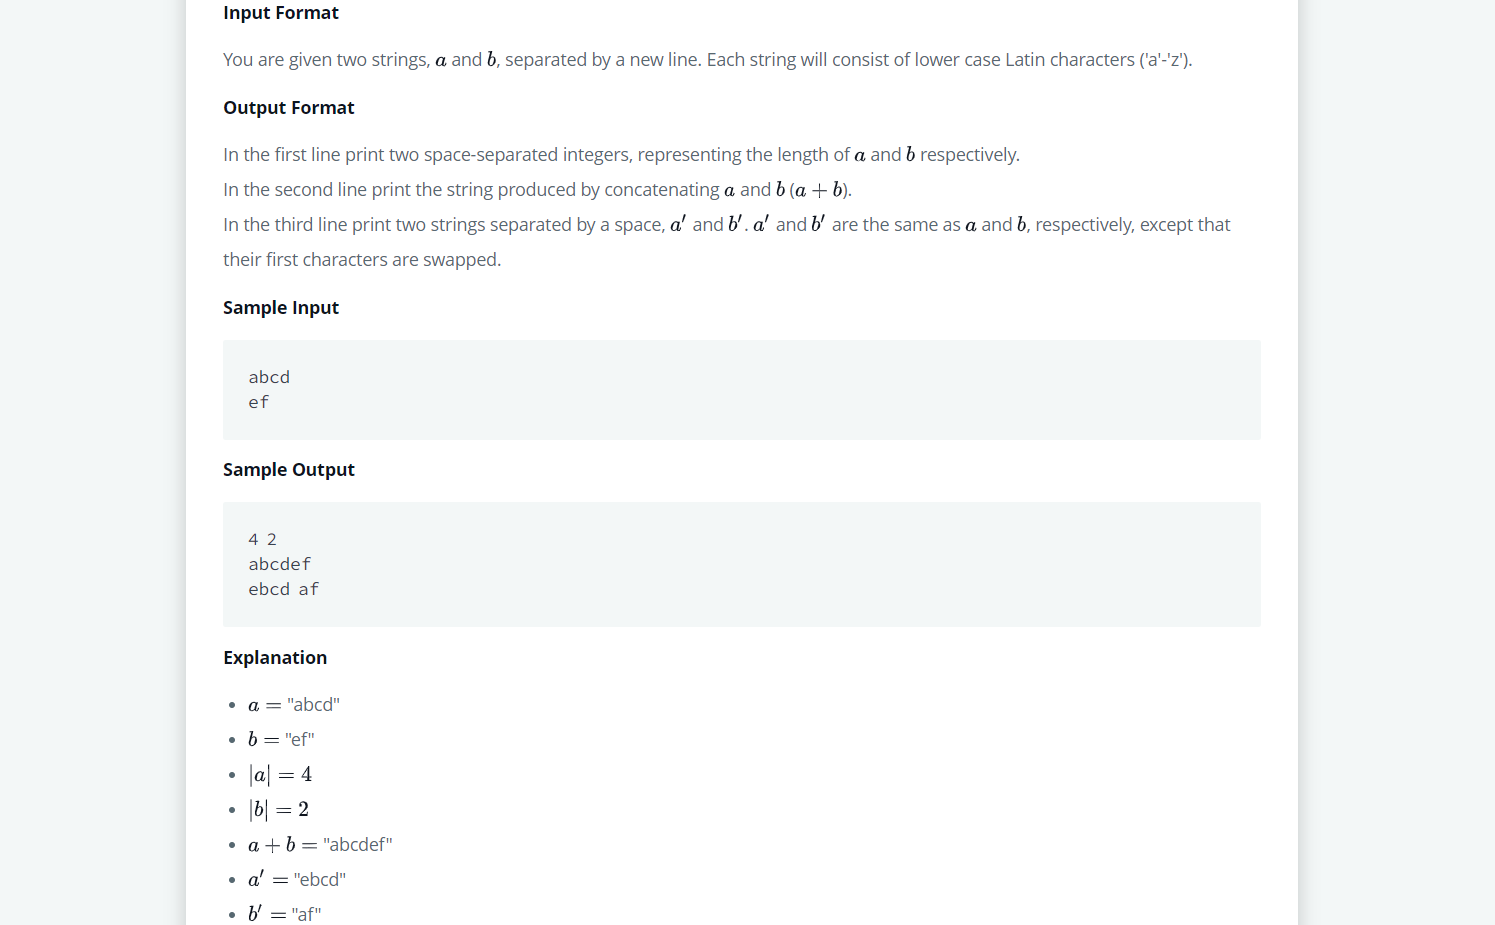 Input Format
You are given two strings, a and b, separated by a new line. Each string will consist of lower case Latin characters ('a'-'z').
Output Format
In the first line print two space-separated integers, representing the length of a and b respectively.
In the second line print the string produced by concatenating a and b (a + b).
In the third line print two strings separated by a space, a′ and b′. a′ and b′ are the same as a and b, respectively, except that
their first characters are swapped.
Sample Input
abcd
ef
Sample Output
4 2
abcdef
ebcd af
Explanation
• a = "abcd"
• b = "ef"
• |a| = 4
• |b| = 2
• a + b = "abcdef"
• a′ = "ebcd"
• b′ = "af"